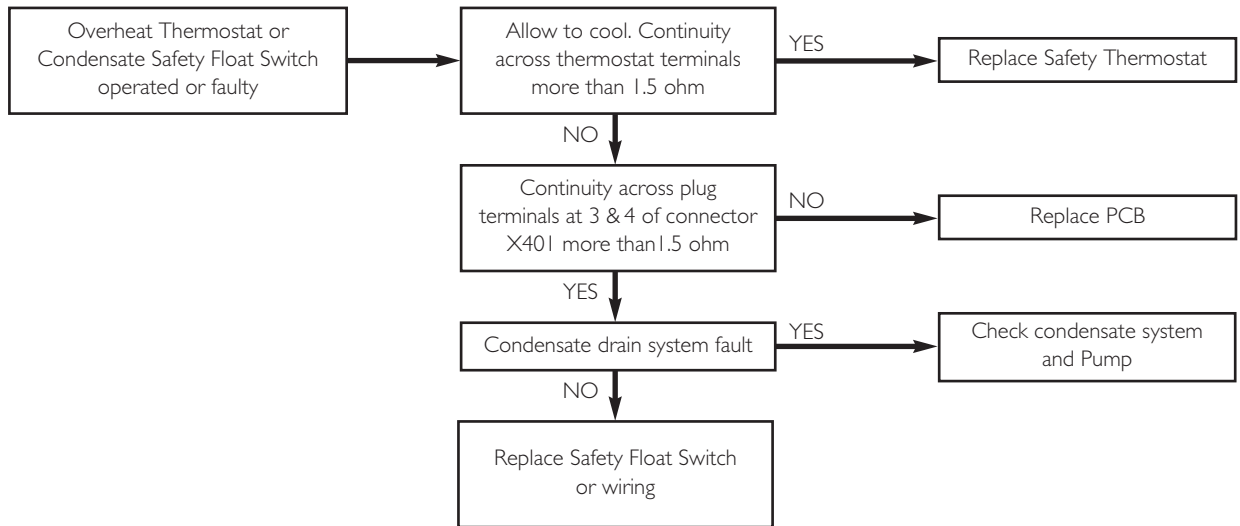 Overheat Thermostat or
Condensate Safety Float Switch
operated or faulty
Allow to cool. Continuity
across thermostat terminals
more than 1.5 ohm
YES
Replace Safety Thermostat
NO
Continuity across plug
terminals at 3 & 4 of connector
X401 more than1.5 ohm
NO
Replace PCB
YES
Condensate drain system fault
YES
Check condensate system
and Pump
NO
Replace Safety Float Switch
or wiring